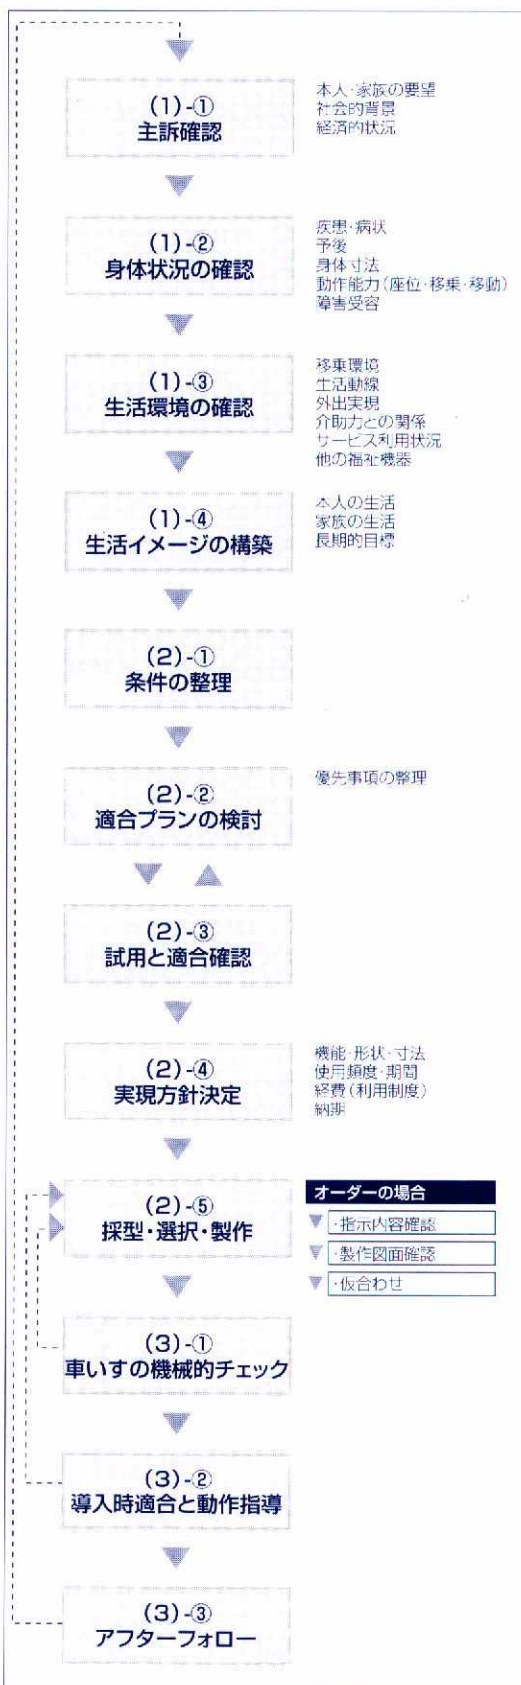 (1)-①
主訴確認
本人・家族の要望
社会的背景
経済的状況
(1)-②
身体状況の確認
疾患・病状
予後
身体寸法
動作能力(座位・移乗・移動)
障害受容
(1)-③
生活環境の確認
移乗環境
生活動線
外出実現
介助力との関係
サービス利用状況
他の福祉機器
(1)-④
生活イメージの構築
本人の生活
家族の生活
長期的目標
(2)-①
条件の整理
(2)-②
適合プランの検討
優先事項の整理
(2)-③
試用と適合確認
(2)-④
実現方針決定
機能・形状・寸法
使用頻度・期間
経費(利用制度)
納期
(2)-⑤
採型・選択・製作
オーダーの場合
・指示内容確認
・製作図面確認
・仮合わせ
(3)-①
車いすの機械的チェック
(3)-②
導入時適合と動作指導
(3)-③
アフターフォロー